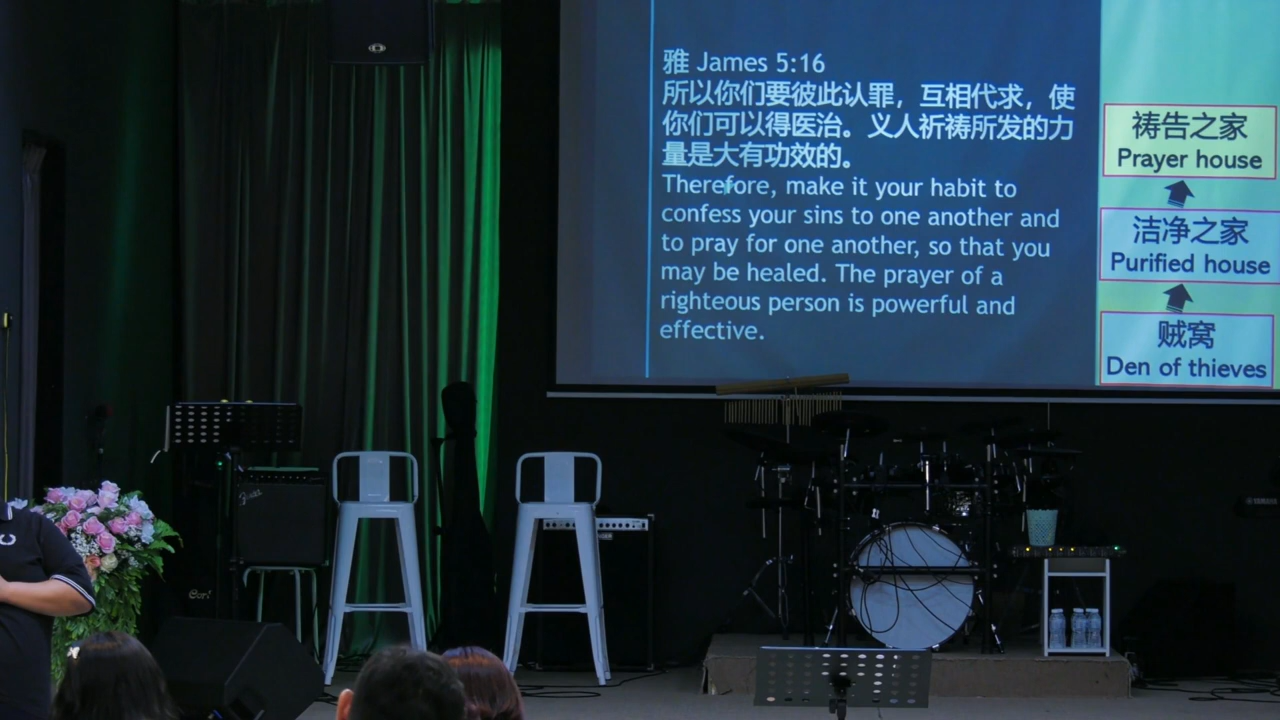 雅 James 5:16
所以你们要彼此认罪，互相代求，使
你们可以得医治。义人祈祷所发的力
量是大有功效的。
Therefore, make it your habit to
confess your sins to one another and
to pray for one another, so that you
may be healed. The prayer of a
righteous person is powerful and
effective.
祷告之家
Prayer house
洁净之家
Purified house
贼窝
Den of thieves
Fender
YAMAHA